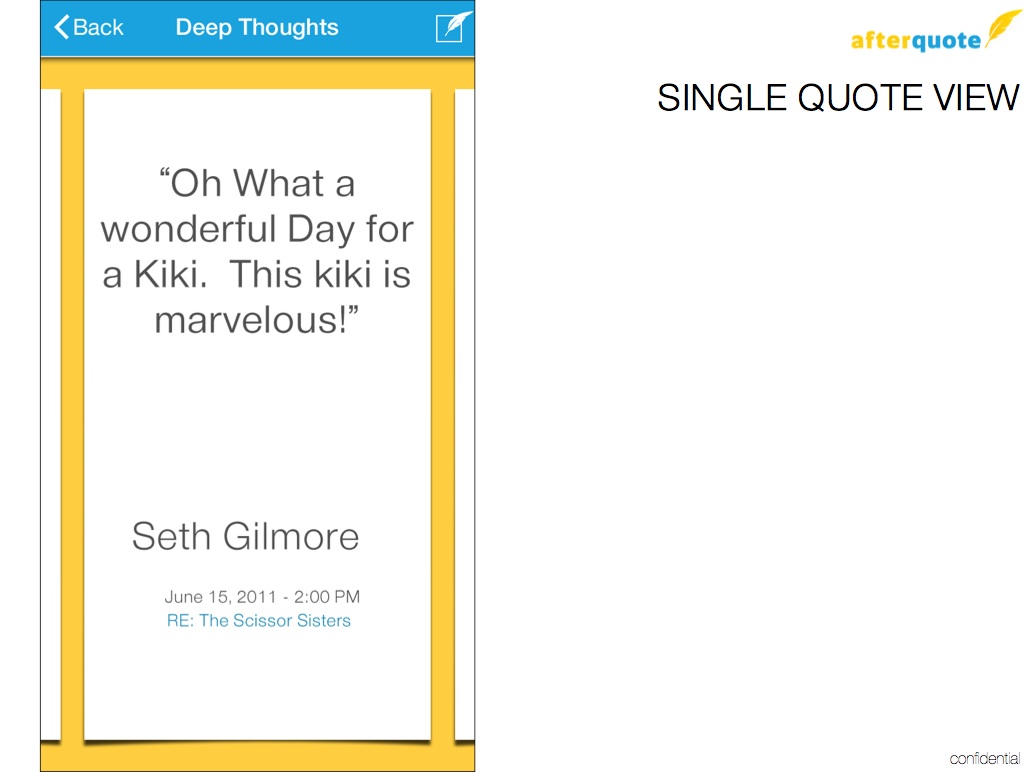 Back
Deep Thoughts
afterquote
SINGLE QUOTE VIEW
“Oh What a
wonderful Day for
a Kiki.  This kiki is
marvelous!”
Seth Gilmore
June 15, 2011 - 2:00 PM
RE: The Scissor Sisters
confidential